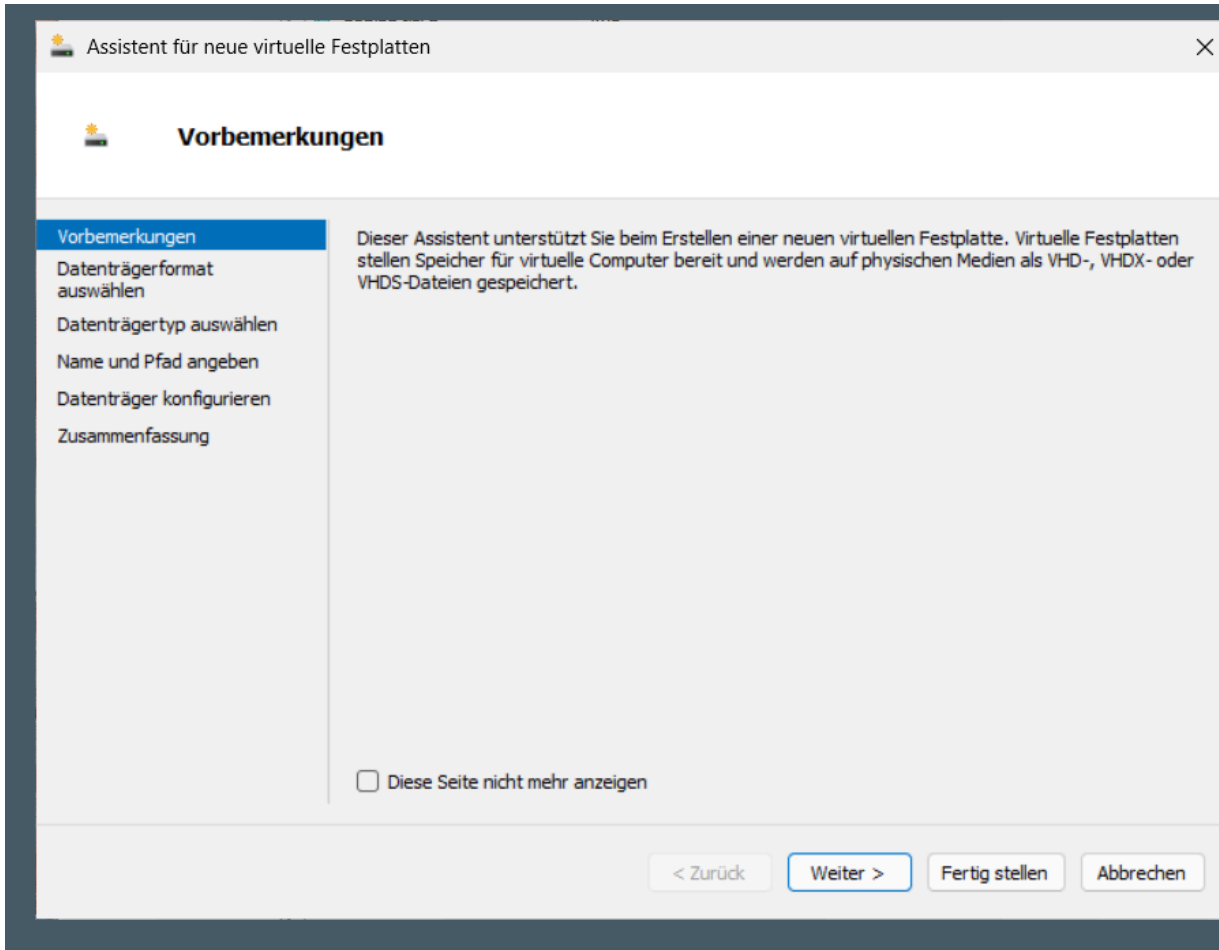 Assistent für neue virtuelle Festplatten
Vorbemerkungen
Vorbemerkungen
Datenträgerformat
auswählen
Datenträgertyp auswählen
Name und Pfad angeben
Datenträger konfigurieren
Zusammenfassung
Dieser Assistent unterstützt Sie beim Erstellen einer neuen virtuellen Festplatte. Virtuelle Festplatten
stellen Speicher für virtuelle Computer bereit und werden auf physischen Medien als VHD-, VHDX- oder
VHDS-Dateien gespeichert.
Diese Seite nicht mehr anzeigen
< Zurück
Weiter >
Fertig stellen
Abbrechen